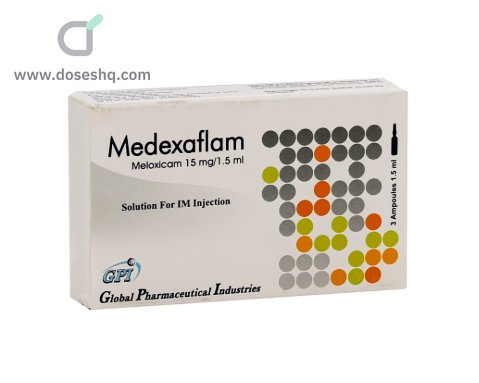 www.doseshq.com
Medexaflam
Meloxicam 15 mg/1.5 ml
Solution For IM Injection
3 Ampoules 1.5 ml
GPI
Global Pharmaceutical Industries